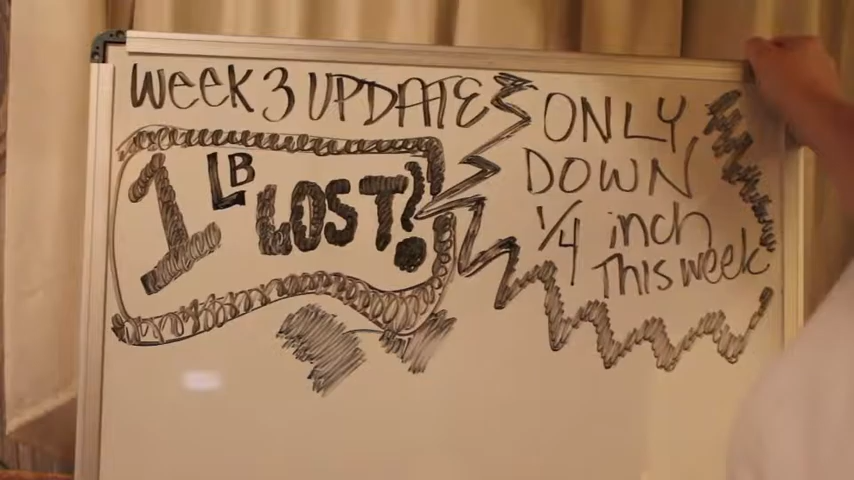 WEEK 3 UPDATE
1 LB LOST?
ONLY
DOWN
1/4 inch
This week